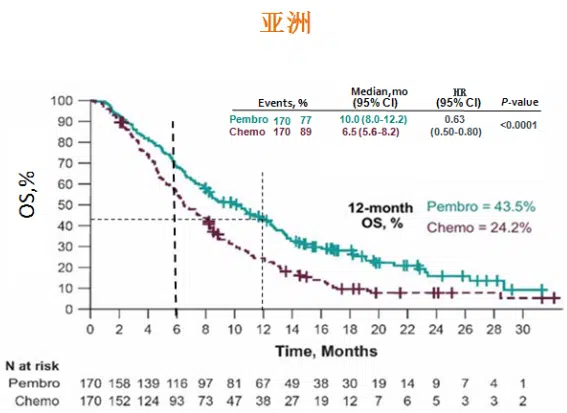 亚洲
Events, % Median,mo (95% CI) HR (95% CI) P-value
Pembro 170 77 10.0 (8.0-12.2) 0.63 (0.50-0.80) <0.0001
Chemo 170 89 6.5 (5.6-8.2)
OS,%
100
90
80
70
60
50
40
30
20
10
0
12-month OS, %
Pembro = 43.5%
Chemo = 24.2%
0 2 4 6 8 10 12 14 16 18 20 22 24 26 28 30
Time, Months
N at risk
Pembro 170 158 139 116 97 81 67 49 38 30 19 14 9 7 4 1
Chemo 170 152 124 93 73 47 38 27 19 12 7 6 5 3 3 2